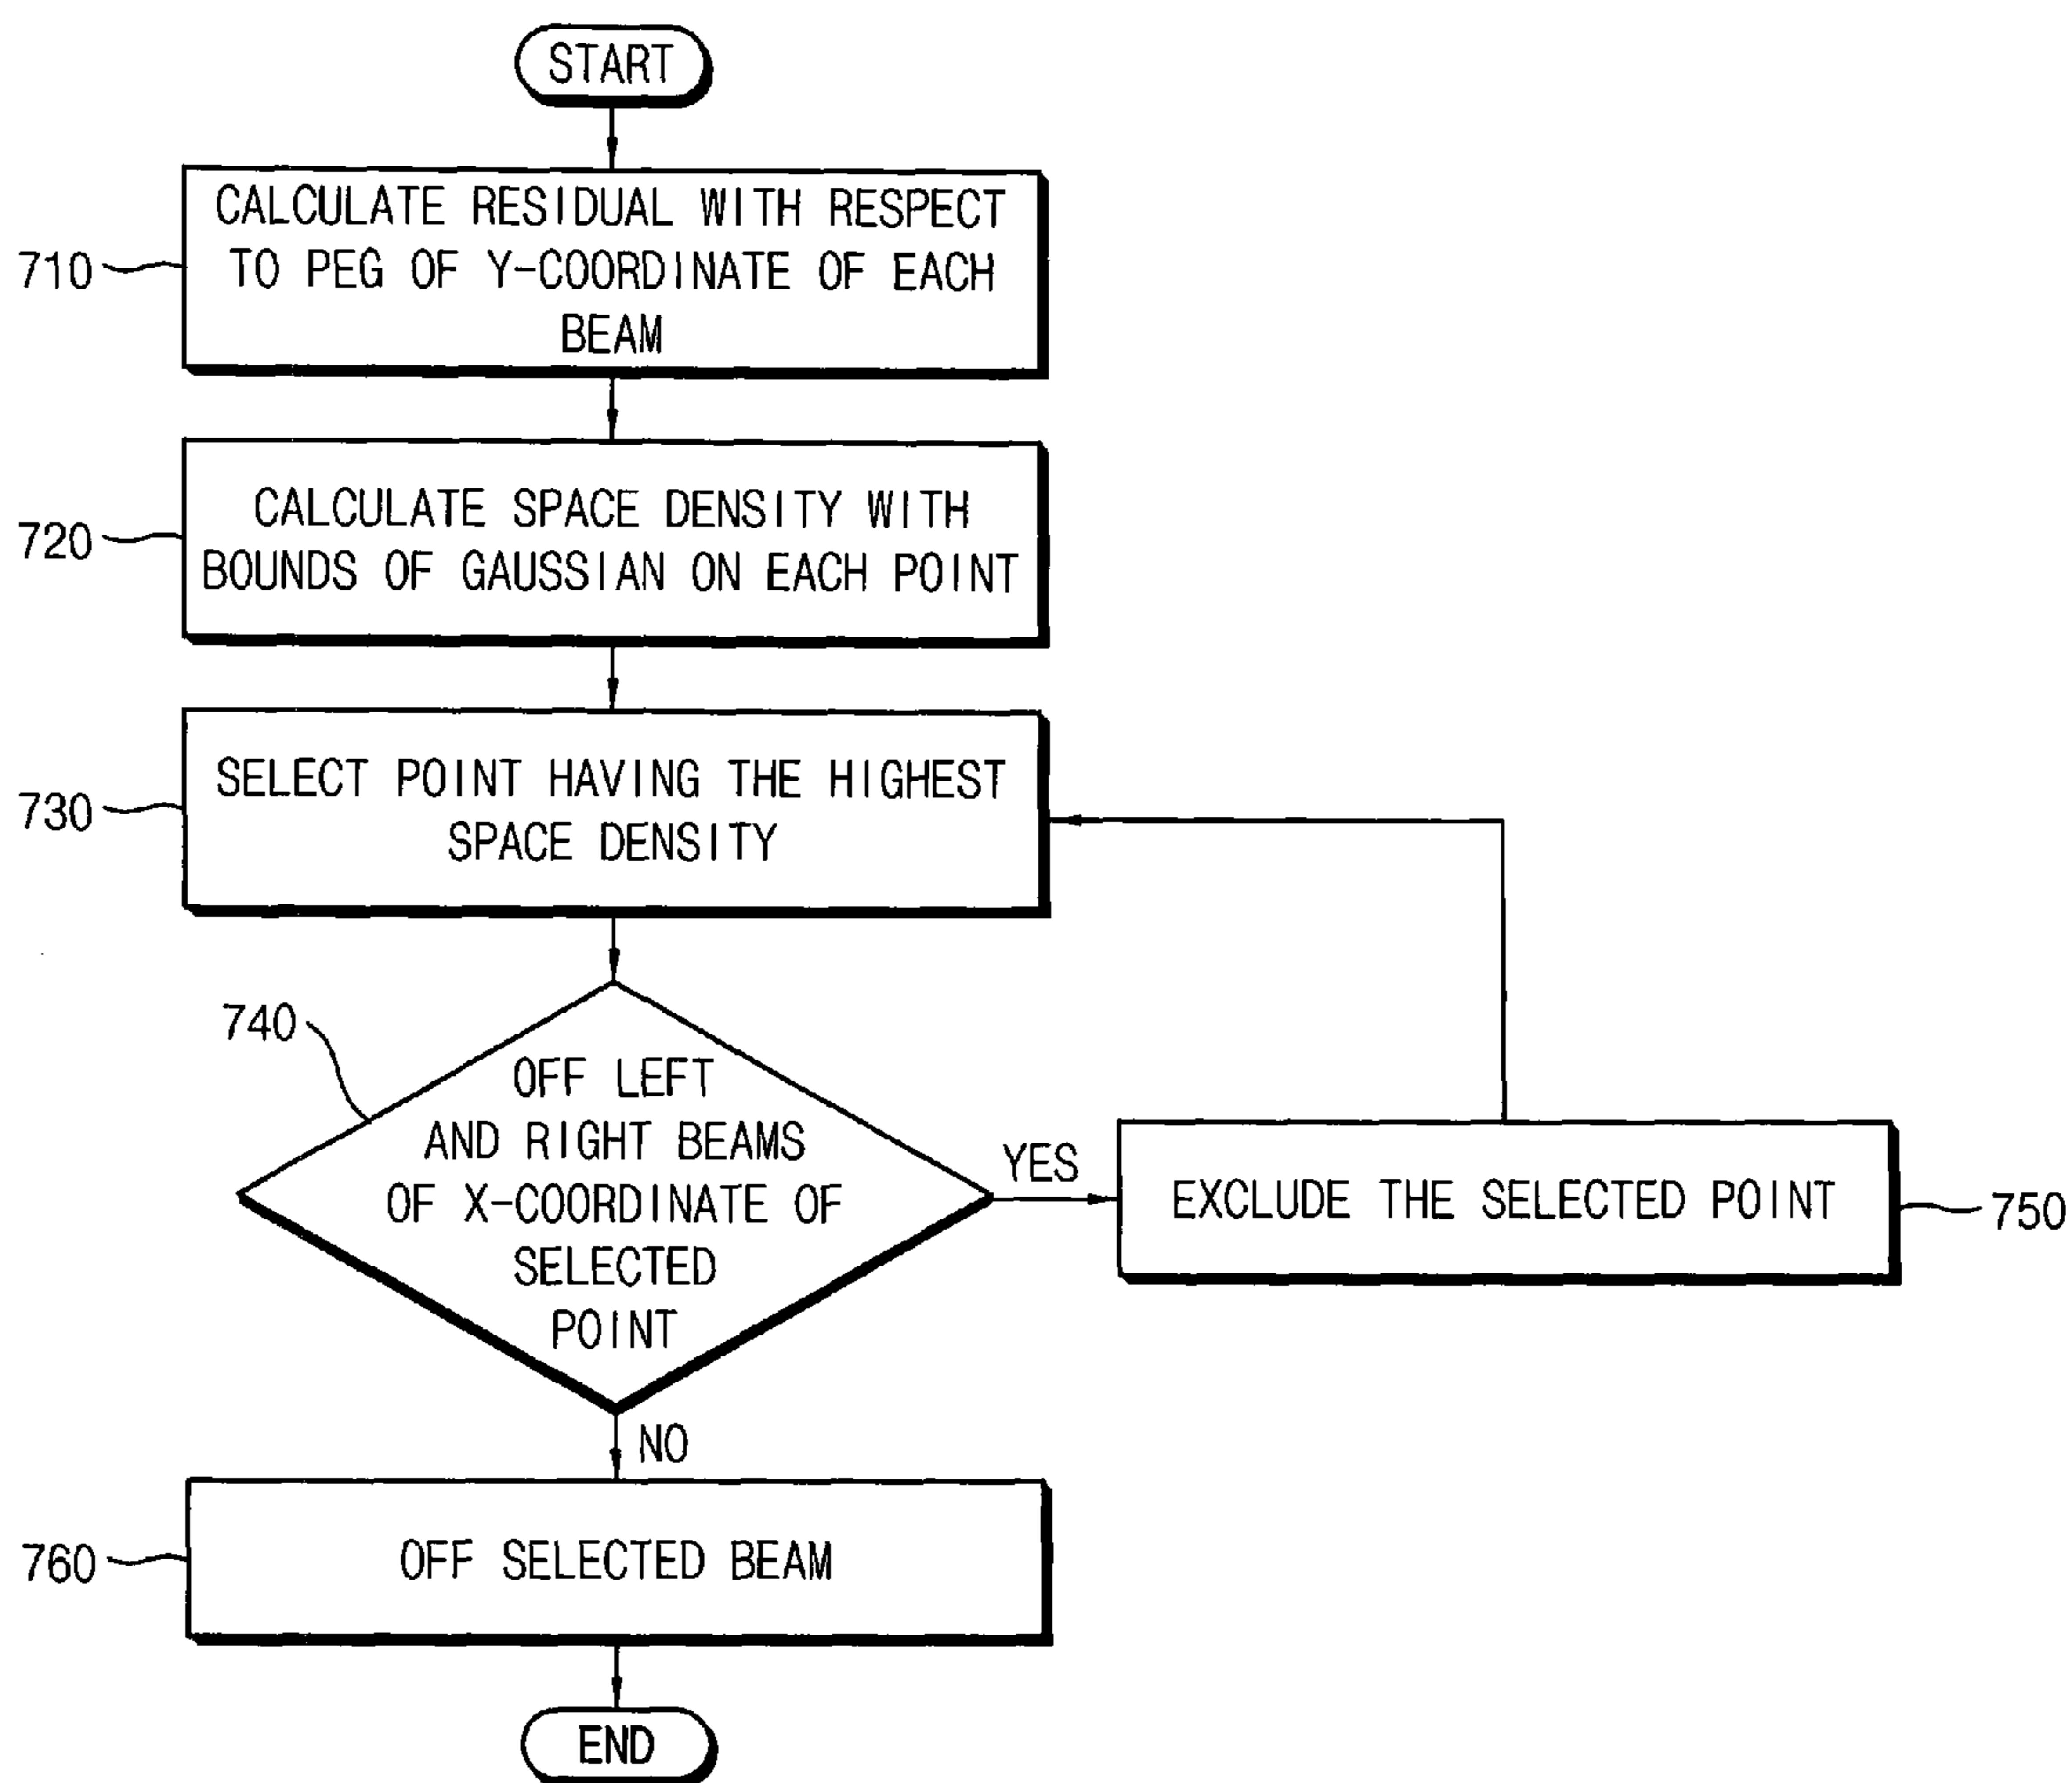 START
CALCULATE RESIDUAL WITH RESPECT
TO PEG OF Y-COORDINATE OF EACH
BEAM
710
CALCULATE SPACE DENSITY WITH
BOUNDS OF GAUSSIAN ON EACH POINT
720
SELECT POINT HAVING THE HIGHEST
SPACE DENSITY
730
740
OFF LEFT
AND RIGHT BEAMS
OF X-COORDINATE OF
SELECTED
POINT
YES
EXCLUDE THE SELECTED POINT
750
NO
OFF SELECTED BEAM
760
END